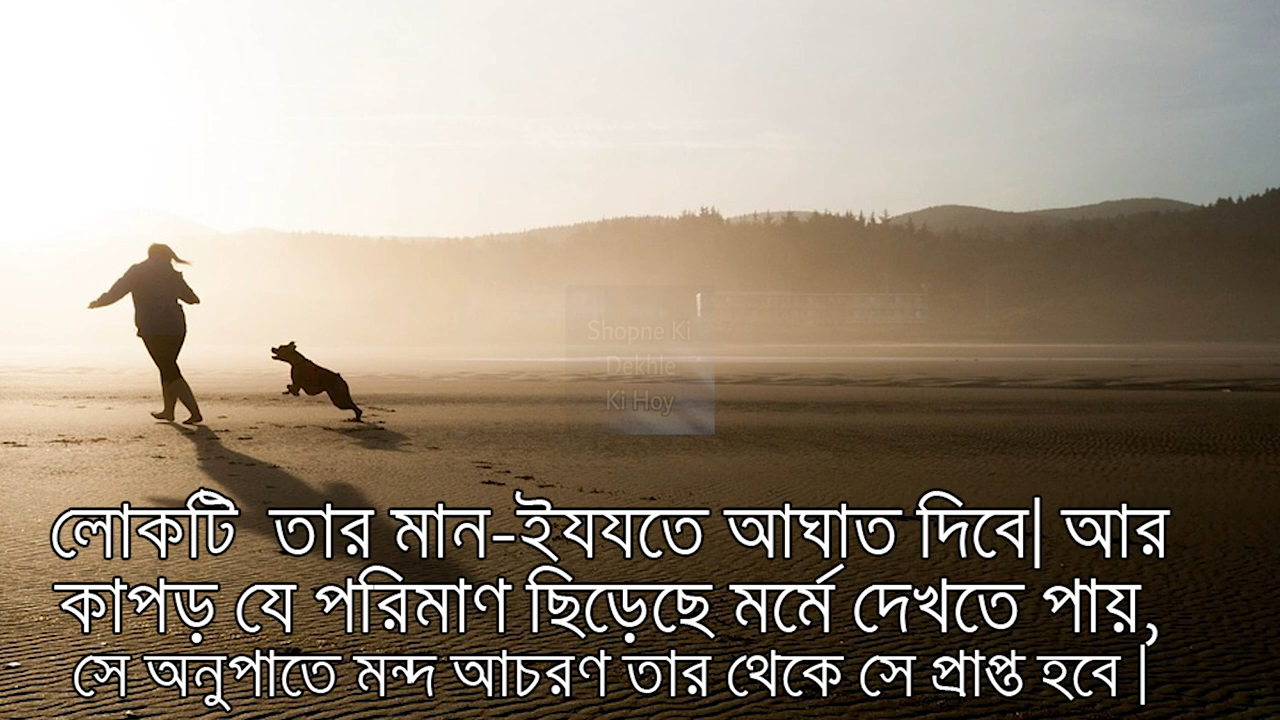 Shopne Ki
Dekhle
Ki Hoy
লোকটি তার মান-ইযযতে আঘাত দিবে| আর
কাপড় যে পরিমাণ ছিড়েছে মর্মে দেখতে পায়,
সে অনুপাতে মন্দ আচরণ তার থেকে সে প্রাপ্ত হবে |